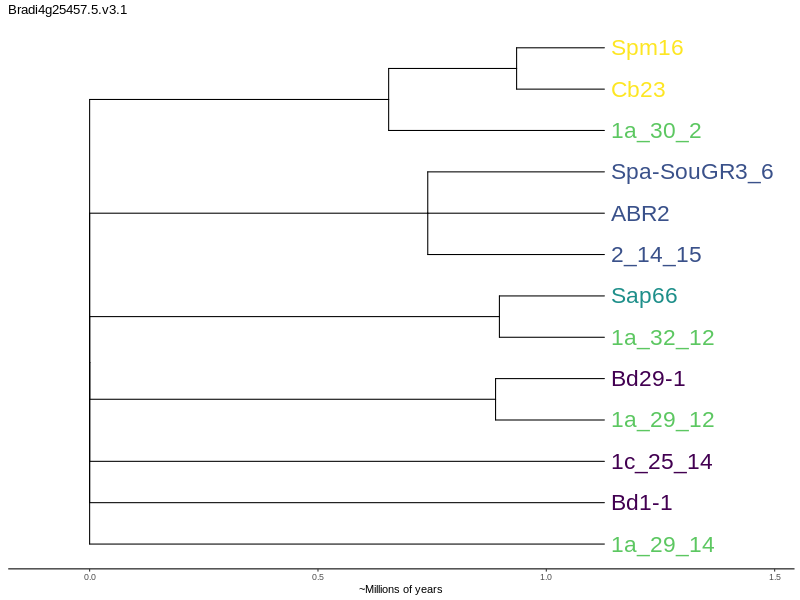 Bradi4g25457.5.v3.1
Spm16
Cb23
1a_30_2
Spa-SouGR3_6
ABR2
2_14_15
Sap66
1a_32_12
Bd29-1
1a_29_12
1c_25_14
Bd1-1
1a_29_14
0.0 0.5 1.0 1.5
~Millions of years